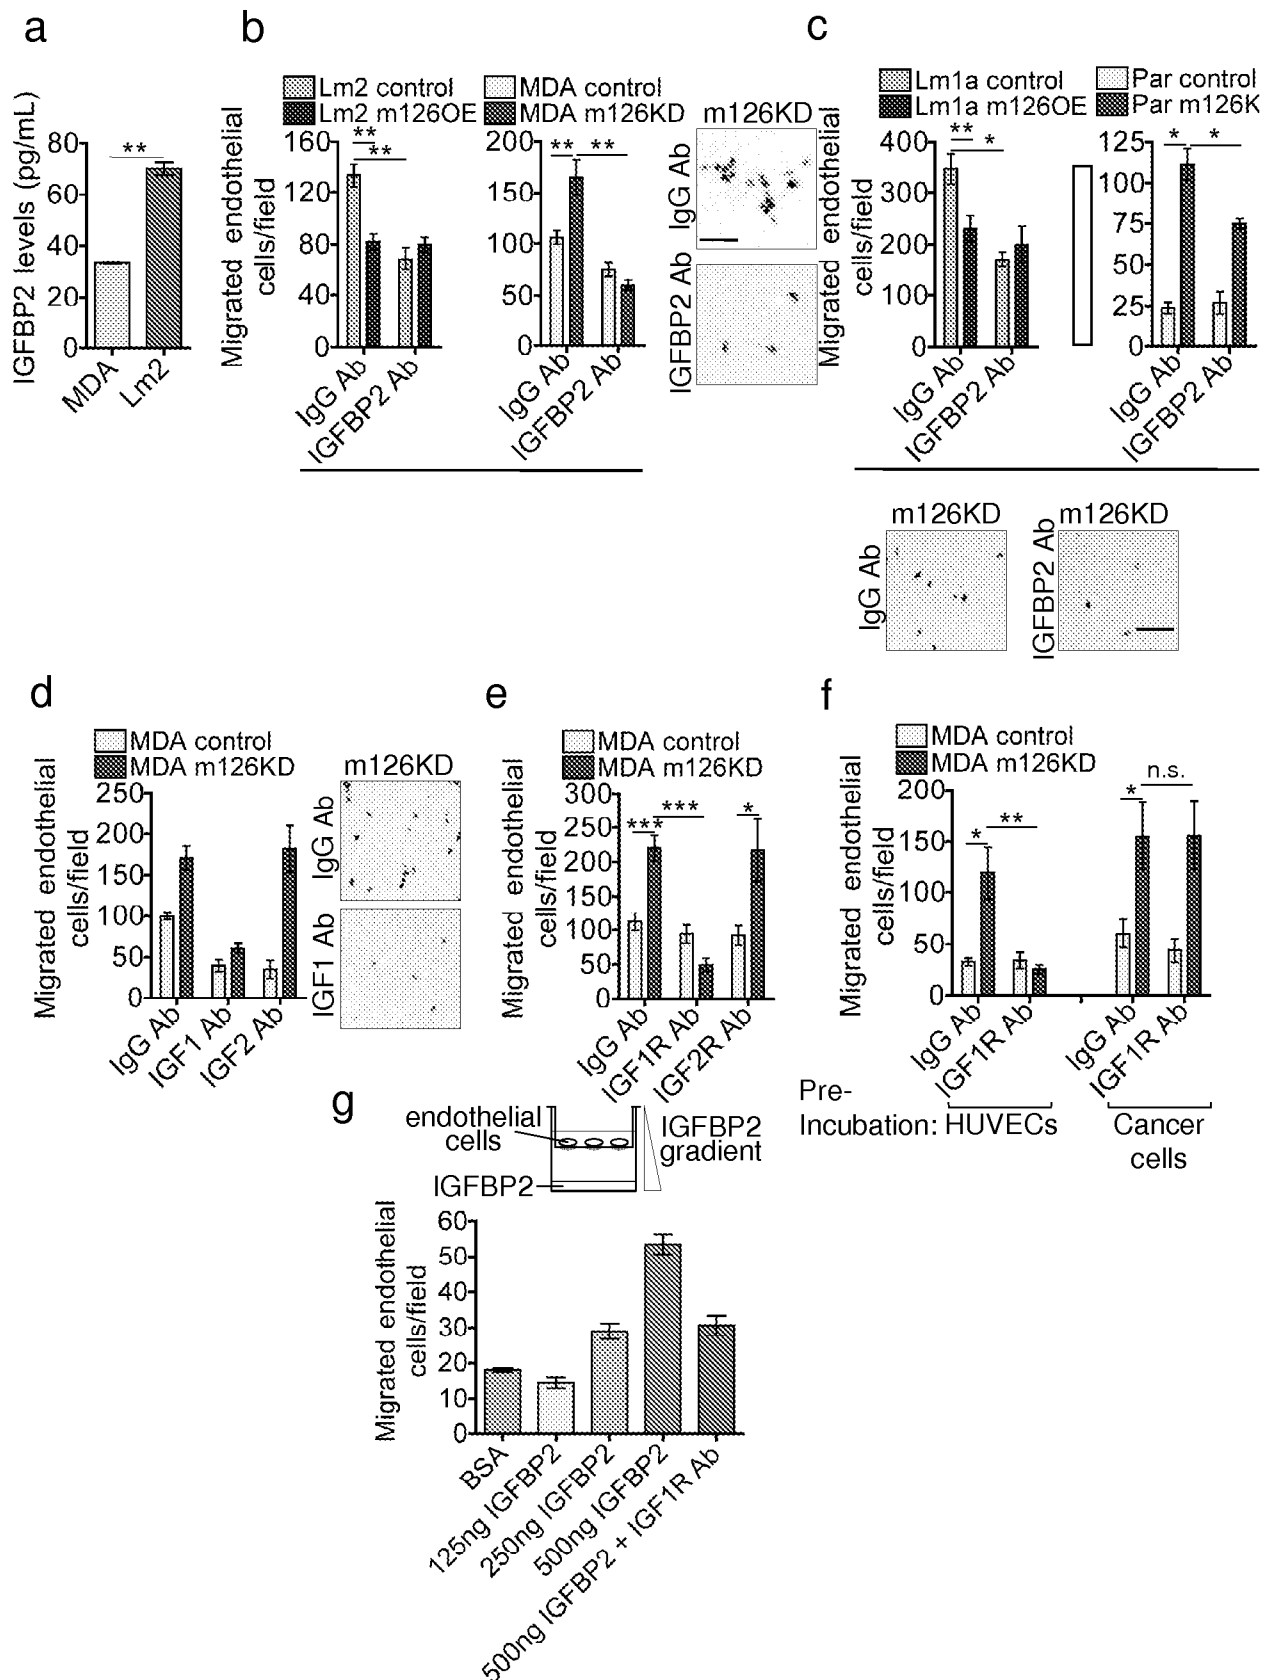 a
IGFBP2 levels (pg/mL)
80
60
40
20
0
**
MDA
Lm2
b
Lm2 control
Lm2 m126OE
Migrated endothelial
cells/field
160
120
80
40
0
**
**
IgG Ab
IGFBP2 Ab
MDA control
MDA m126KD
200
150
100
50
0
**
**
IgG Ab
IGFBP2 Ab
m126KD
IgG Ab
IGFBP2 Ab
c
Lm1a control
Lm1a m126OE
Migrated endothelial
cells/field
400
300
200
100
0
**
*
IgG Ab
IGFBP2 Ab
Par control
Par m126K
125
100
75
50
25
0
*
*
IgG Ab
IGFBP2 Ab
m126KD
IgG Ab
m126KD
IGFBP2 Ab
d
MDA control
MDA m126KD
Migrated endothelial
cells/field
250
200
150
100
50
0
IgG Ab
IGF1 Ab
IGF2 Ab
m126KD
IgG Ab
IGF1 Ab
e
MDA control
MDA m126KD
Migrated endothelial
cells/field
300
250
200
150
100
50
0
***
***
*
IgG Ab
IGF1R Ab
IGF2R Ab
f
MDA control
MDA m126KD
Migrated endothelial
cells/field
200
150
100
50
0
*
**
*
n.s.
IgG Ab
IGF1R Ab
IgG Ab
IGF1R Ab
Pre-
Incubation: HUVECs
Cancer
cells
g
endothelial
cells
IGFBP2
IGFBP2
gradient
Migrated endothelial
cells/field
60
50
40
30
20
10
0
BSA
125ng IGFBP2
250ng IGFBP2
500ng IGFBP2
500ng IGFBP2 + IGF1R Ab